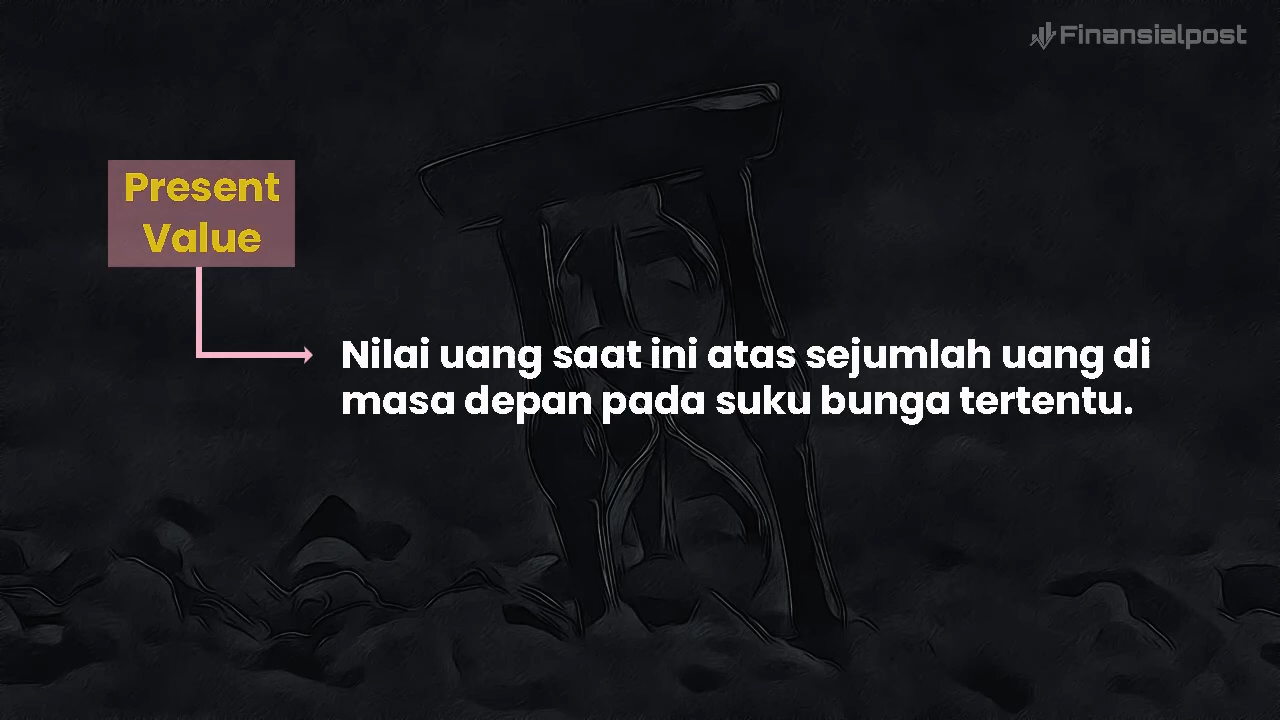 Finansialpost
Present
Value
Nilai uang saat ini atas sejumlah uang di
masa depan pada suku bunga tertentu.